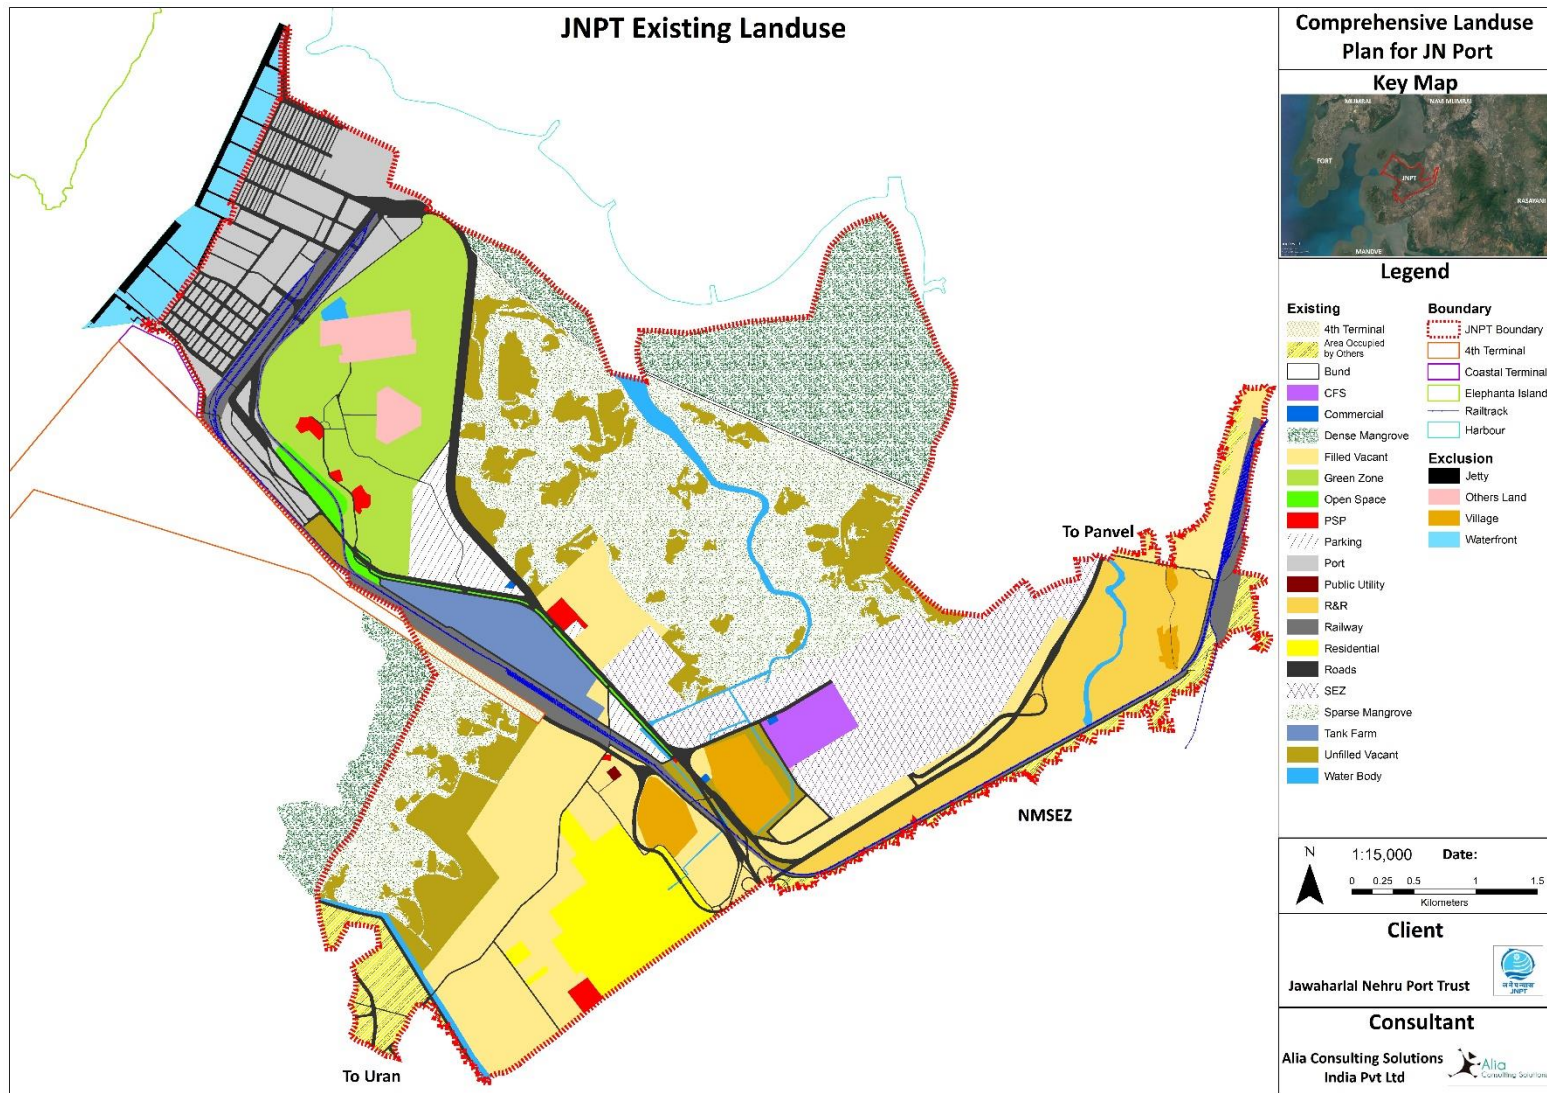 JNPT Existing Landuse
To Panvel
NMSEZ
To Uran
Comprehensive Landuse
Plan for JN Port
Key Map
MUMBAI
NAVI MUMBAI
FORT
JNPT
RASAYANI
MANDVE
Legend
Existing
4th Terminal
Area Occupied
by Others
Bund
CFS
Commercial
Dense Mangrove
Filled Vacant
Green Zone
Open Space
PSP
Parking
Port
Public Utility
R&R
Railway
Residential
Roads
SEZ
Sparse Mangrove
Tank Farm
Unfilled Vacant
Water Body
Boundary
JNPT Boundary
4th Terminal
Coastal Terminal
Elephanta Island
Railtrack
Harbour
Exclusion
Jetty
Others Land
Village
Waterfront
N
1:15,000 Date:
0 0.25 0.5 1 1.5
Kilometers
Client
Jawaharlal Nehru Port Trust
JNPT
Consultant
Alia Consulting Solutions
India Pvt Ltd
Alia
Consulting Solutions